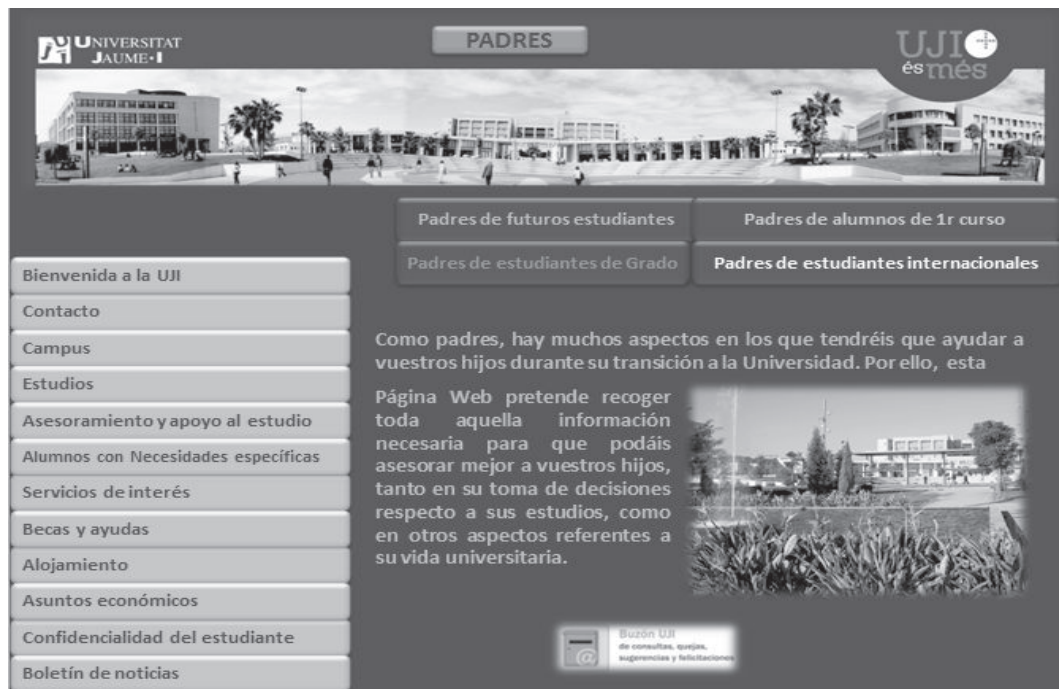 UNIVERSITAT
JAUME·I
PADRES
UJI
és més
Padres de futuros estudiantes
Padres de alumnos de 1r curso
Padres de estudiantes de Grado
Padres de estudiantes internacionales
Bienvenida a la UJI
Contacto
Campus
Estudios
Asesoramiento y apoyo al estudio
Alumnos con Necesidades específicas
Servicios de interés
Becas y ayudas
Alojamiento
Asuntos económicos
Confidencialidad del estudiante
Boletín de noticias
Como padres, hay muchos aspectos en los que tendréis que ayudar a
vuestros hijos durante su transición a la Universidad. Por ello, esta
Página Web pretende recoger
toda aquella información
necesaria para que podáis
asesorar mejor a vuestros hijos,
tanto en su toma de decisiones
respecto a sus estudios, como
en otros aspectos referentes a
su vida universitaria.
Buzón UJI
de consultas, quejas,
sugerencias y felicitaciones